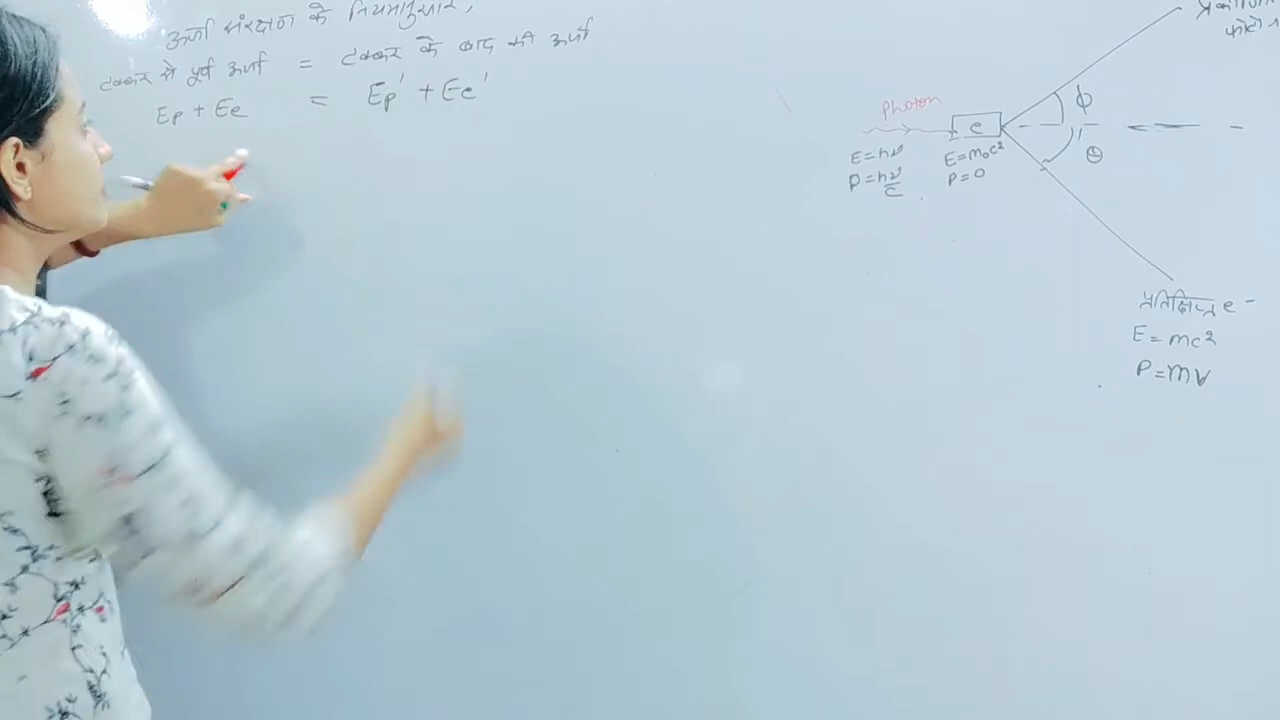 ऊर्जा संरक्षण के नियमानुसार,
टक्कर से पूर्व ऊर्जा = टक्कर के बाद की ऊर्जा
Ep + Ee = Ep' + Ee'
Photon
e
ϕ
θ
E = hν
P = hν/c
E = m₀c²
P = 0
प्रतिक्षिप्त e -
E = mc²
P = mv